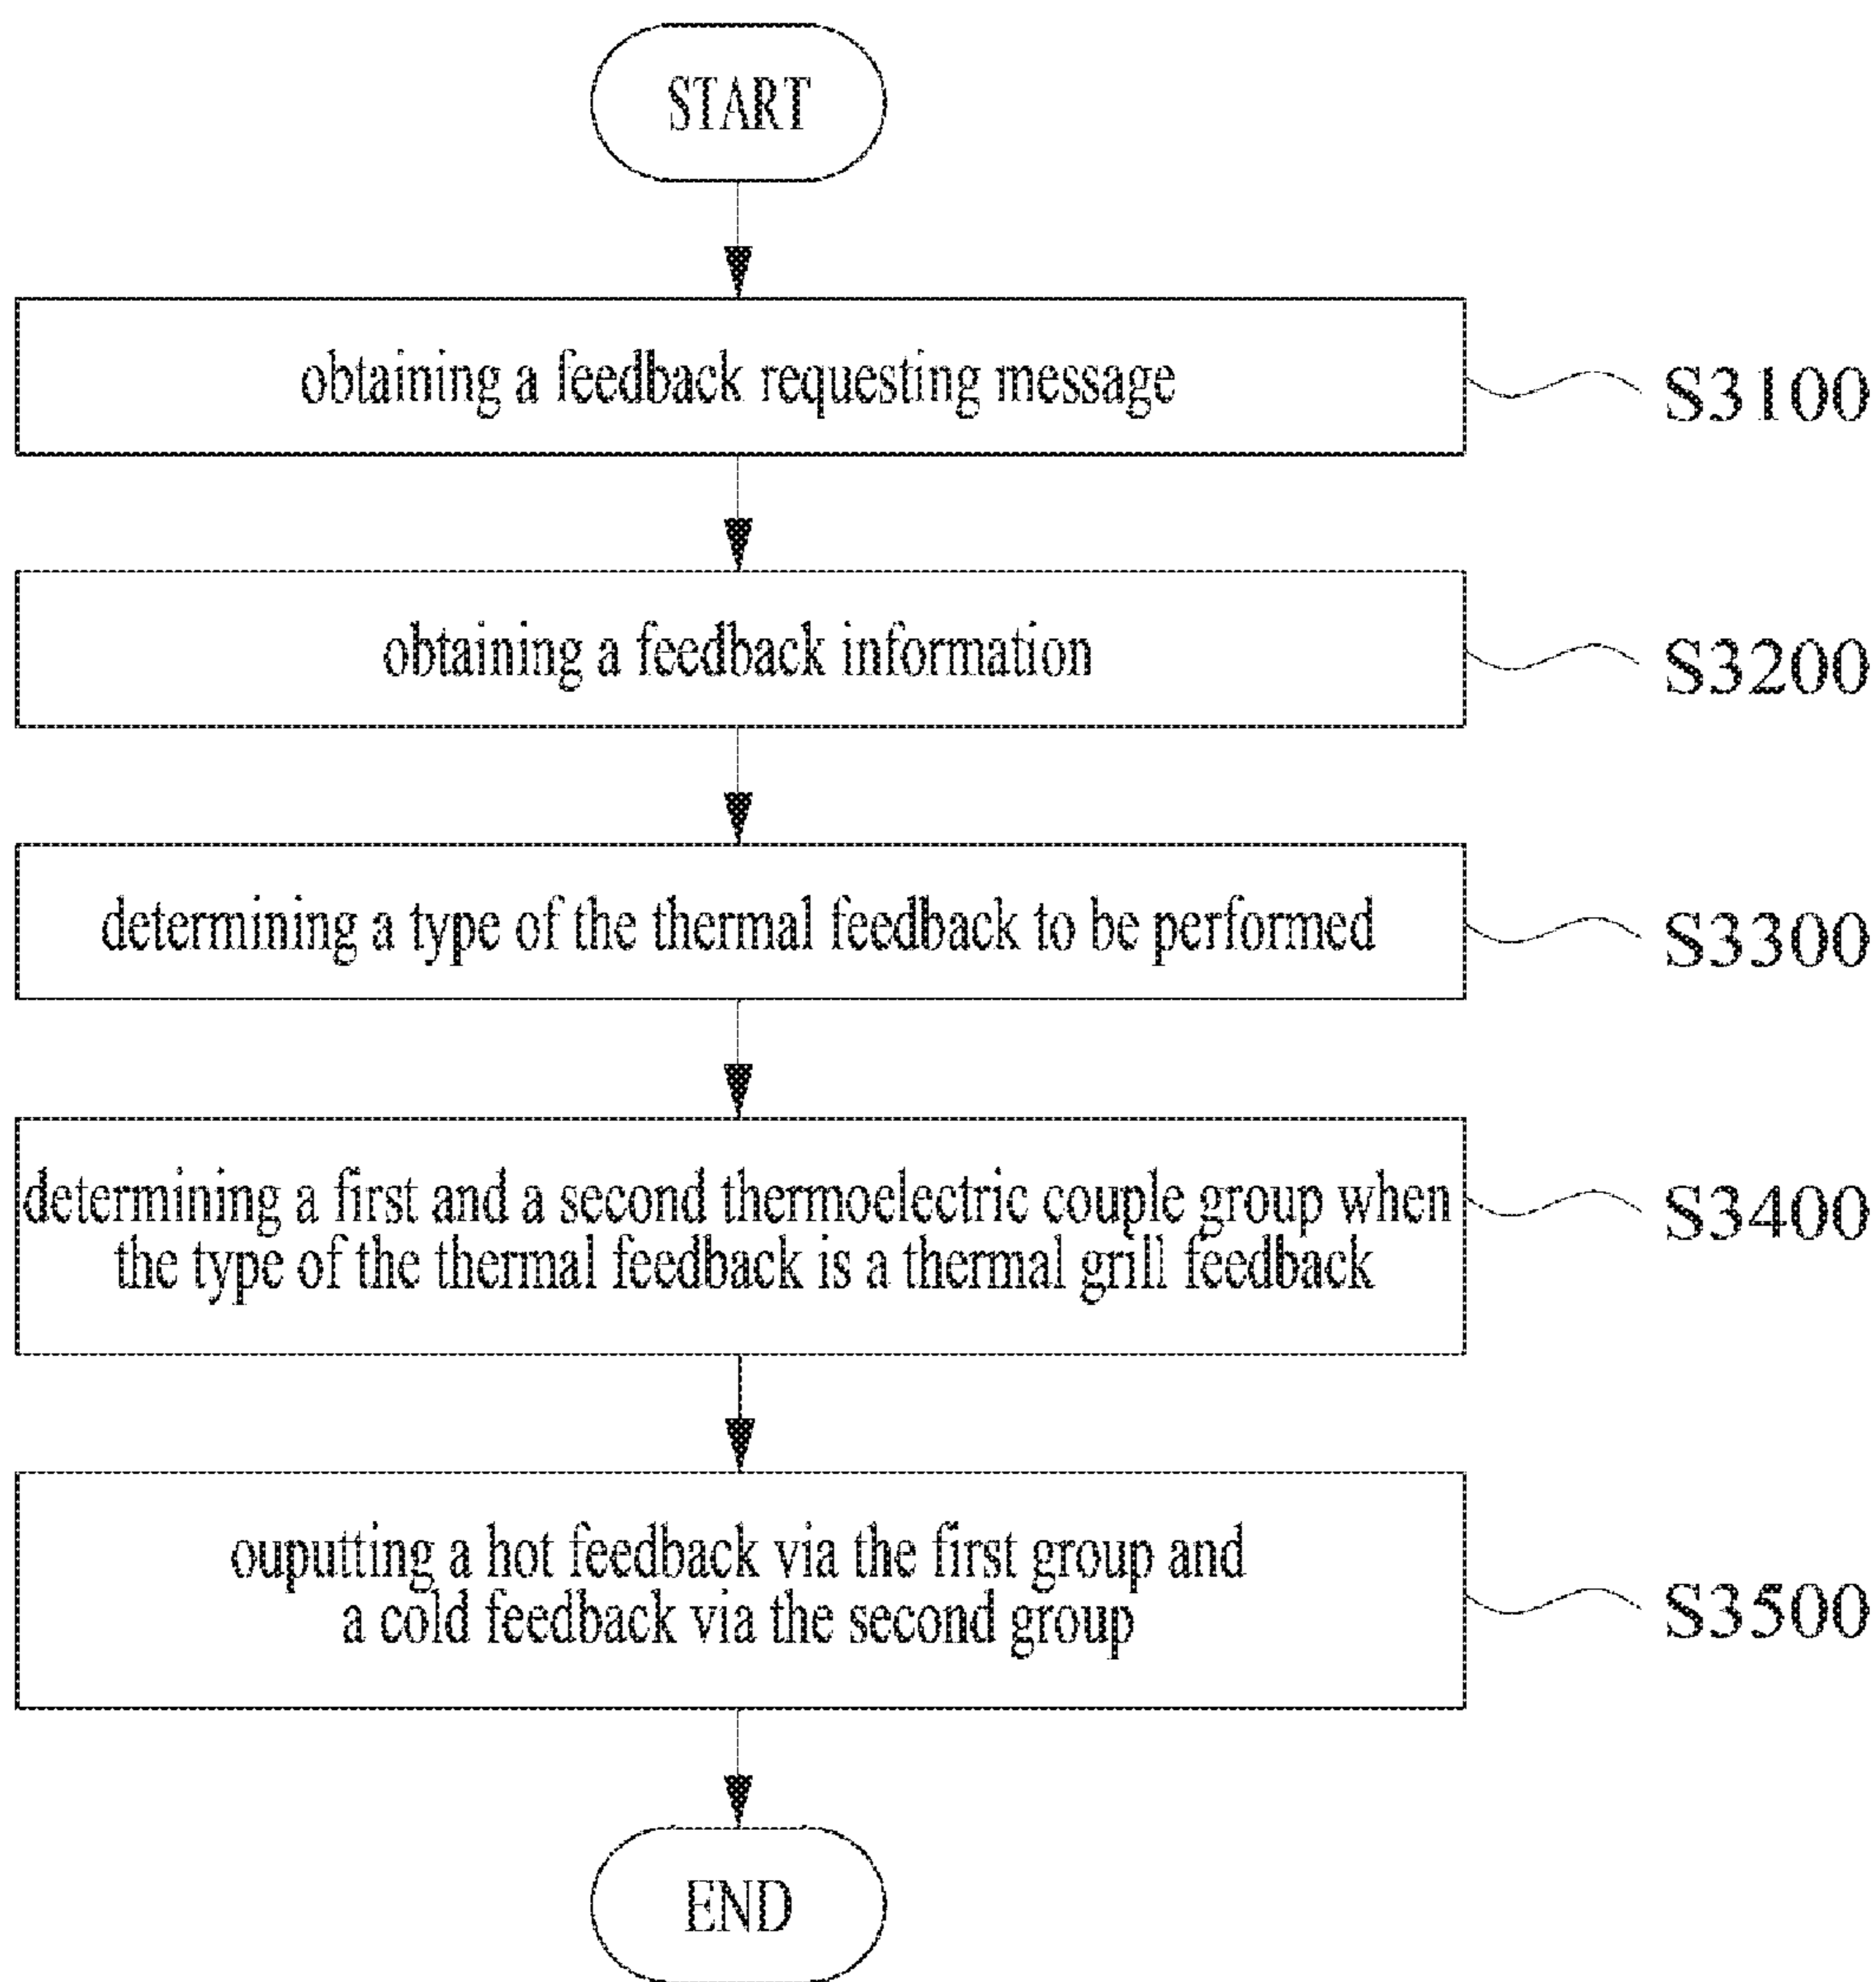 START
obtaining a feedback requesting message
S3100
obtaining a feedback information
S3200
determining a type of the thermal feedback to be performed
S3300
determining a first and a second thermoelectric couple group when
the type of the thermal feedback is a thermal grill feedback
S3400
ouputting a hot feedback via the first group and
a cold feedback via the second group
S3500
END